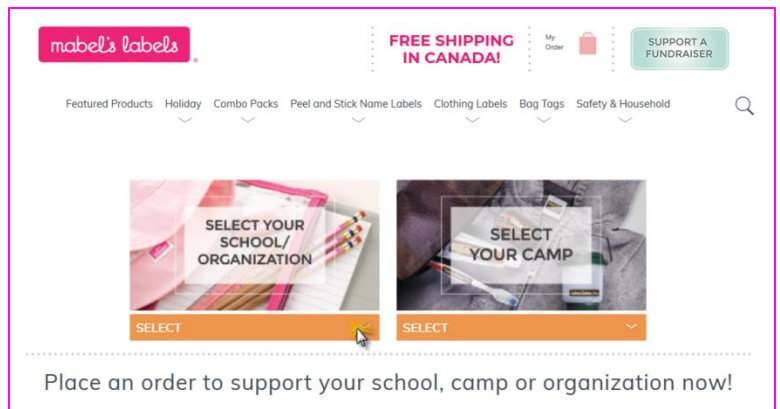 mabel's labels
FREE SHIPPING
IN CANADA!
My
Order
SUPPORT A
FUNDRAISER
Featured Products Holiday Combo Packs Peel and Stick Name Labels Clothing Labels Bag Tags Safety & Household
SELECT YOUR
SCHOOL/
ORGANIZATION
SELECT
SELECT
YOUR CAMP
SELECT
Place an order to support your school, camp or organization now!